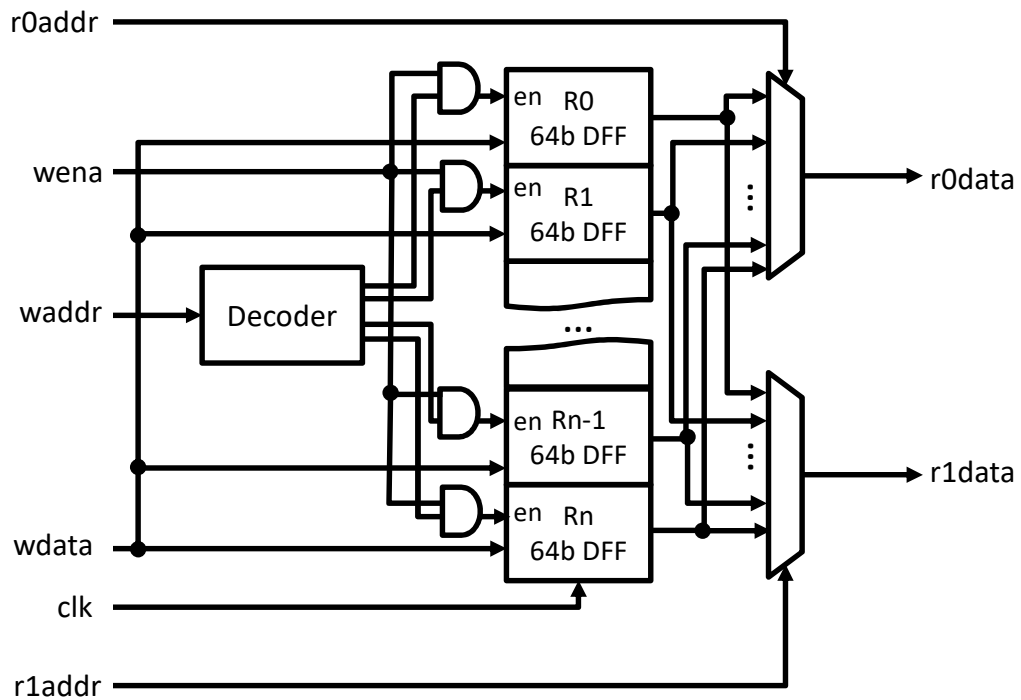 r0addr
en R0
64b DFF
wena
en R1
64b DFF
r0data
...
waddr
Decoder
...
en Rn-1
64b DFF
...
r1data
en Rn
64b DFF
wdata
clk
r1addr